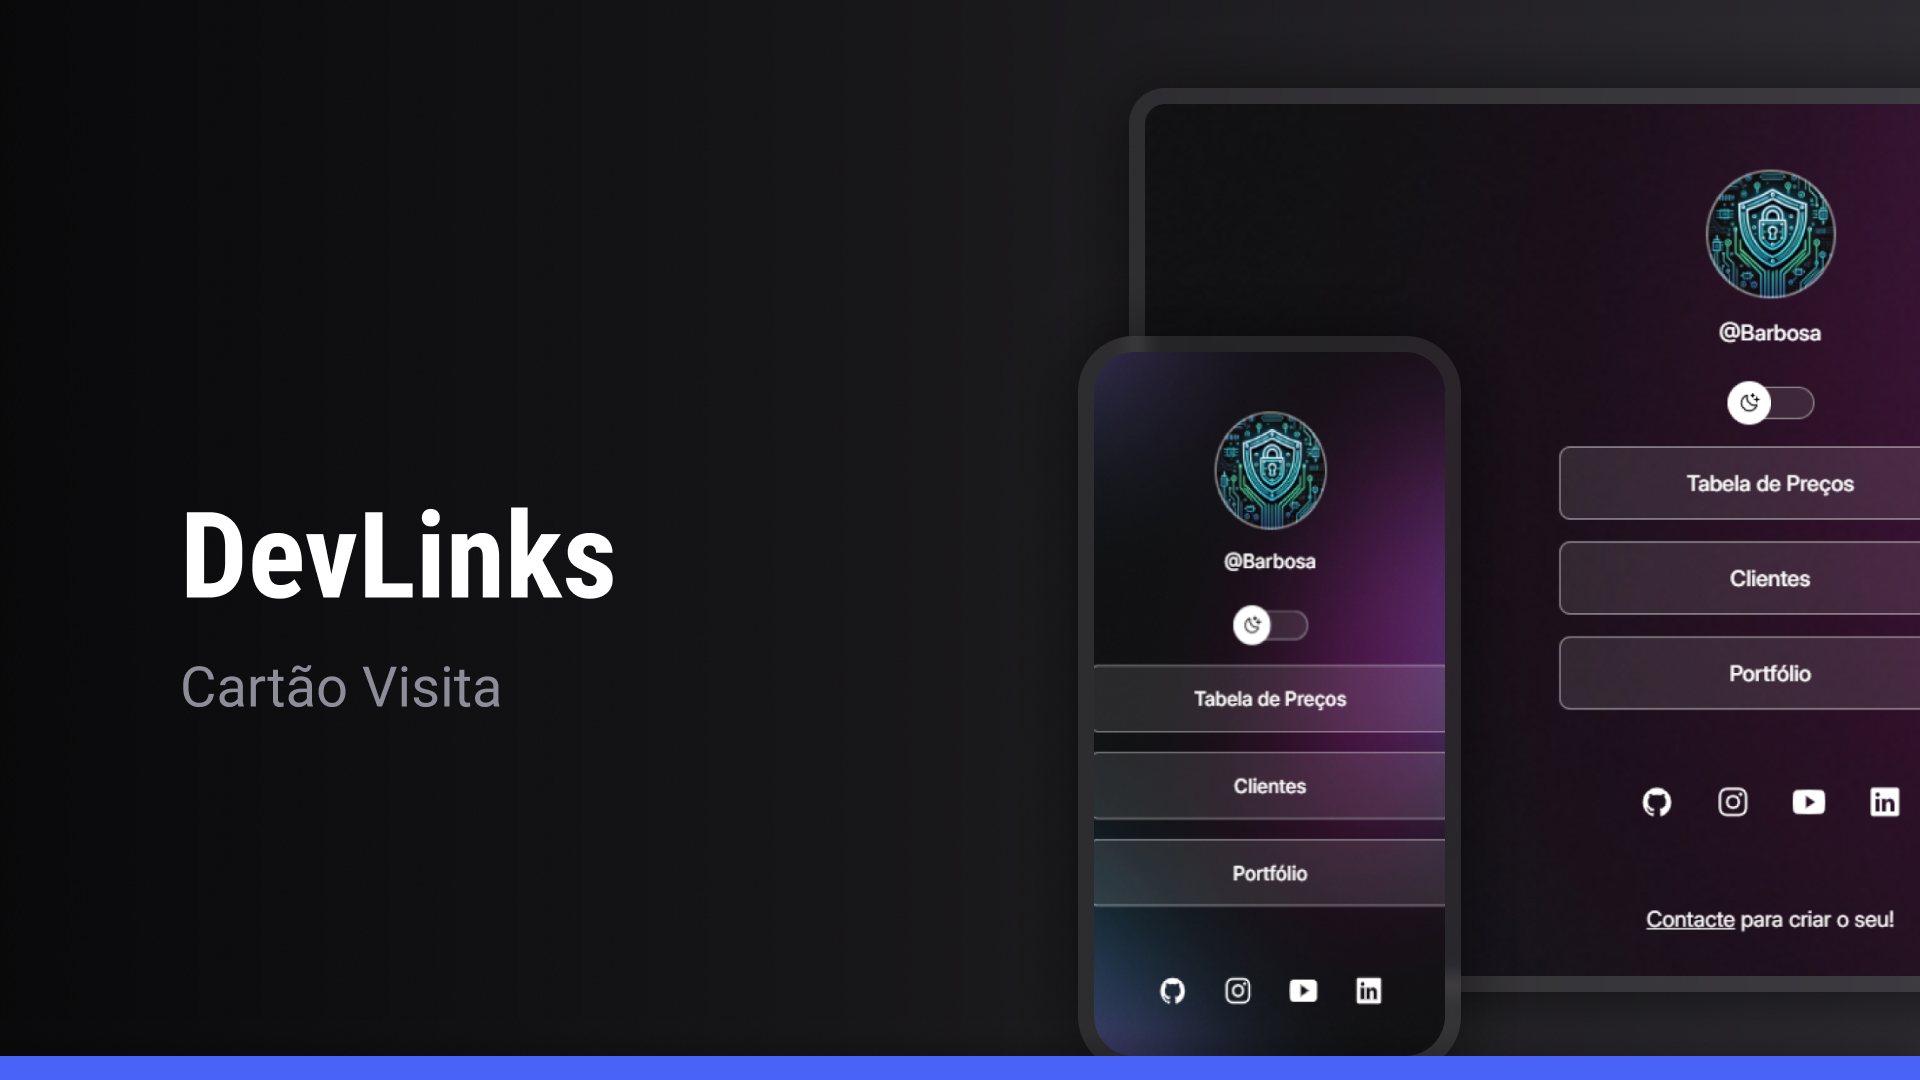 DevLinks
Cartão Visita
@Barbosa
Tabela de Preços
Clientes
Portfólio
@Barbosa
Tabela de Preços
Clientes
Portfólio
Contacte para criar o seu!